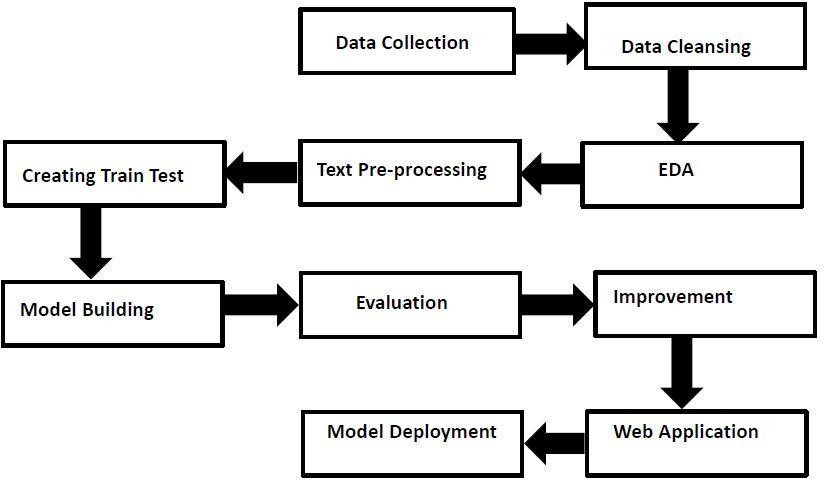 Data Collection
Data Cleansing
EDA
Text Pre-processing
Creating Train Test
Model Building
Evaluation
Improvement
Web Application
Model Deployment